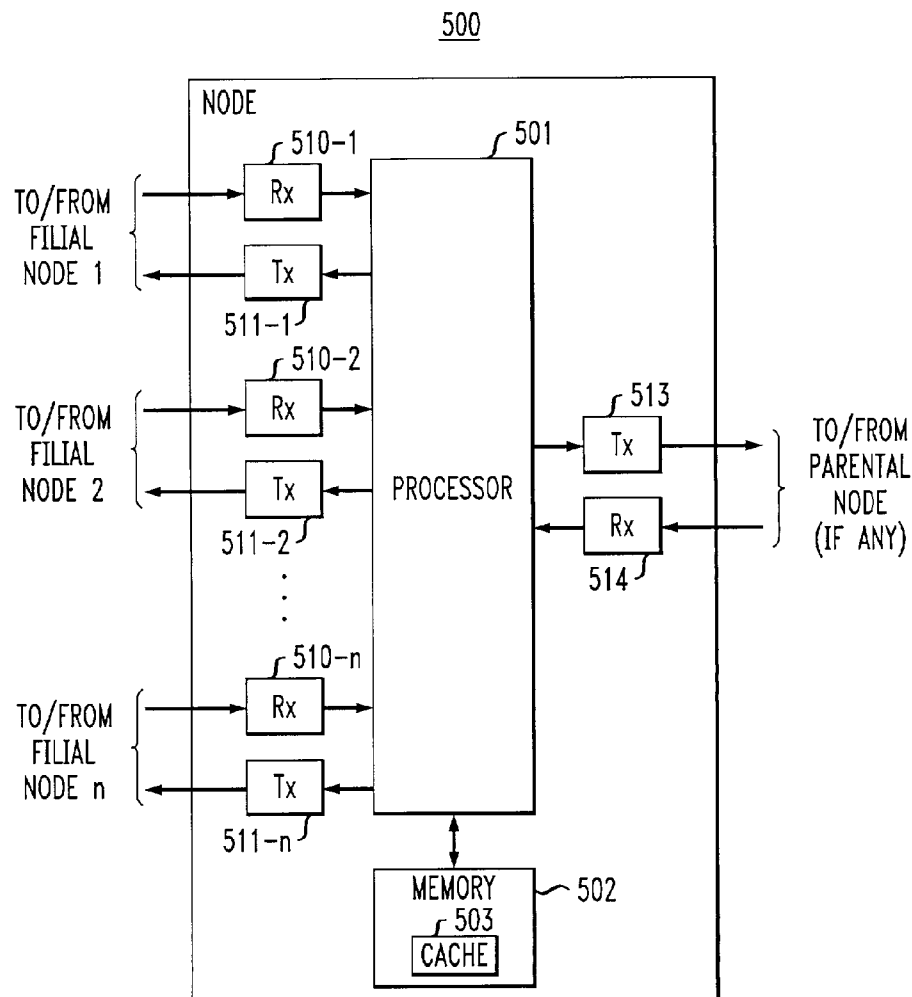 500
NODE
501
510-1
Rx
TO/FROM
FILIAL
NODE 1
Tx
511-1
510-2
Rx
TO/FROM
FILIAL
NODE 2
Tx
511-2
PROCESSOR
513
Tx
TO/FROM
PARENTAL
NODE
(IF ANY)
Rx
514
510-n
Rx
TO/FROM
FILIAL
NODE n
Tx
511-n
MEMORY
502
503
CACHE